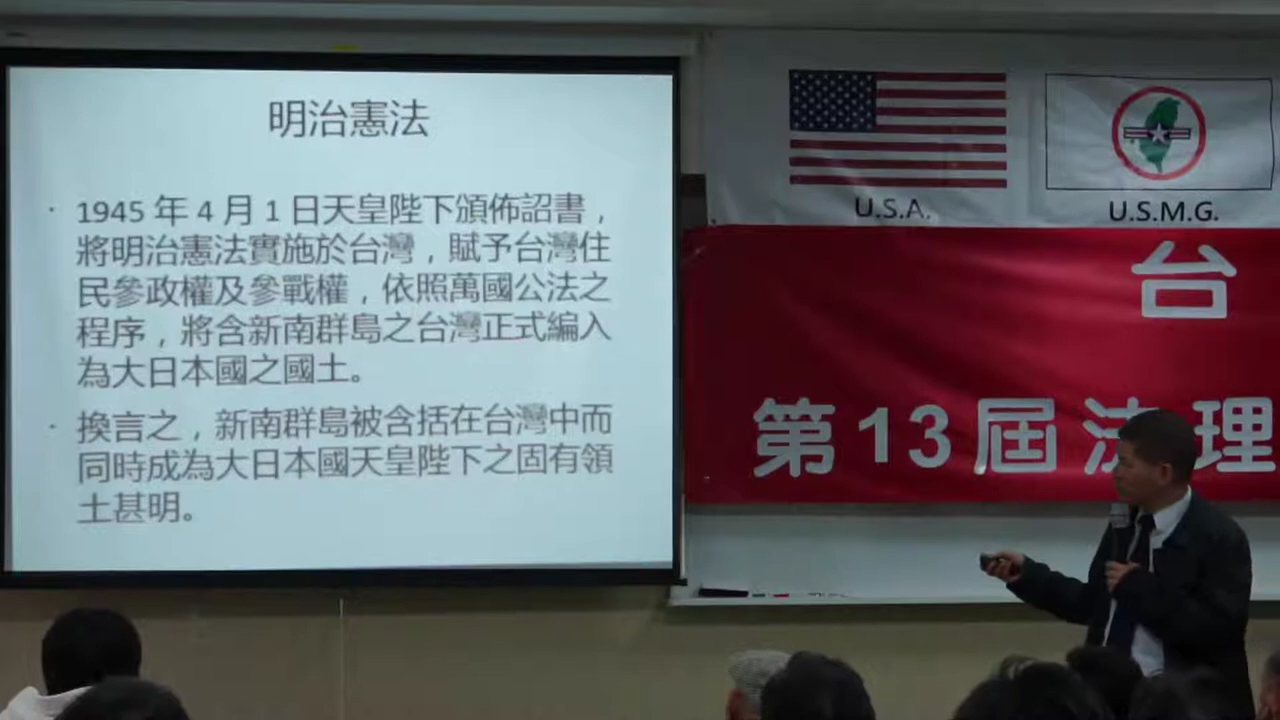 明治憲法
· 1945 年 4 月 1 日天皇陛下頒佈詔書，
將明治憲法實施於台灣，賦予台灣住
民參政權及參戰權，依照萬國公法之
程序，將含新南群島之台灣正式編入
為大日本國之國土。
· 換言之，新南群島被含括在台灣中而
同時成為大日本國天皇陛下之固有領
土甚明。
U.S.A.
U.S.M.G.
台
第13屆法理